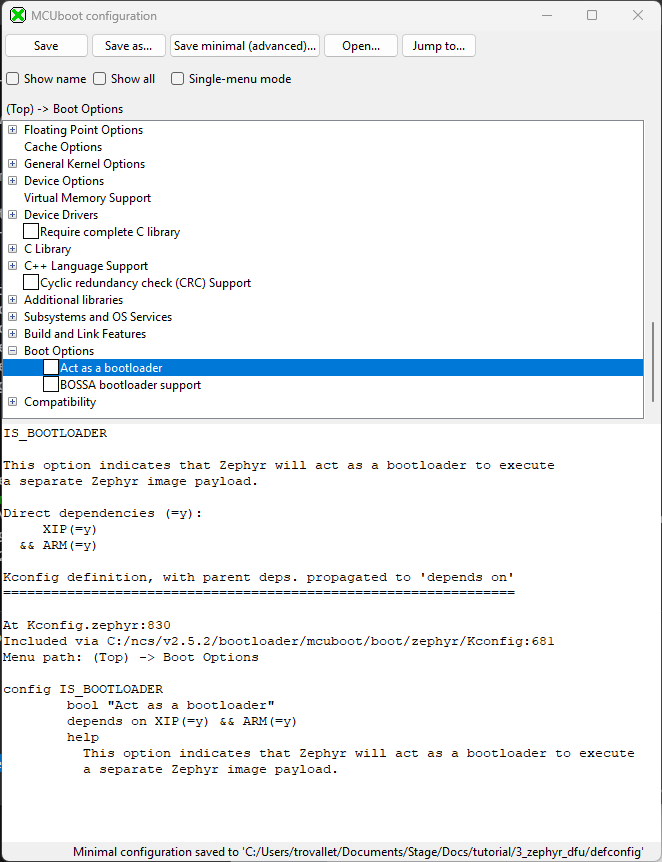 MCUboot configuration
Save Save as... Save minimal (advanced)... Open... Jump to...
Show name Show all Single-menu mode
(Top) -> Boot Options
Floating Point Options
Cache Options
General Kernel Options
Device Options
Virtual Memory Support
Device Drivers
Require complete C library
C Library
C++ Language Support
Cyclic redundancy check (CRC) Support
Additional libraries
Subsystems and OS Services
Build and Link Features
Boot Options
Act as a bootloader
BOSSA bootloader support
Compatibility
IS_BOOTLOADER
This option indicates that Zephyr will act as a bootloader to execute
a separate Zephyr image payload.
Direct dependencies (=y):
XIP(=y)
&& ARM(=y)
Kconfig definition, with parent deps. propagated to 'depends on'
================================================================
At Kconfig.zephyr:830
Included via C:/ncs/v2.5.2/bootloader/mcuboot/boot/zephyr/Kconfig:681
Menu path: (Top) -> Boot Options
config IS_BOOTLOADER
bool "Act as a bootloader"
depends on XIP(=y) && ARM(=y)
help
This option indicates that Zephyr will act as a bootloader to execute
a separate Zephyr image payload.
Minimal configuration saved to 'C:/Users/trovallet/Documents/Stage/Docs/tutorial/3_zephyr_dfu/defconfig'